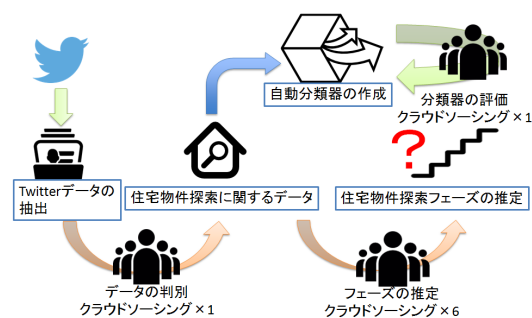 自動分類器の作成
分類器の評価
クラウドソーシング×1
?
Twitterデータの
抽出
住宅物件探索に関するデータ
住宅物件探索フェーズの推定
データの判別
クラウドソーシング×1
フェーズの推定
クラウドソーシング×6